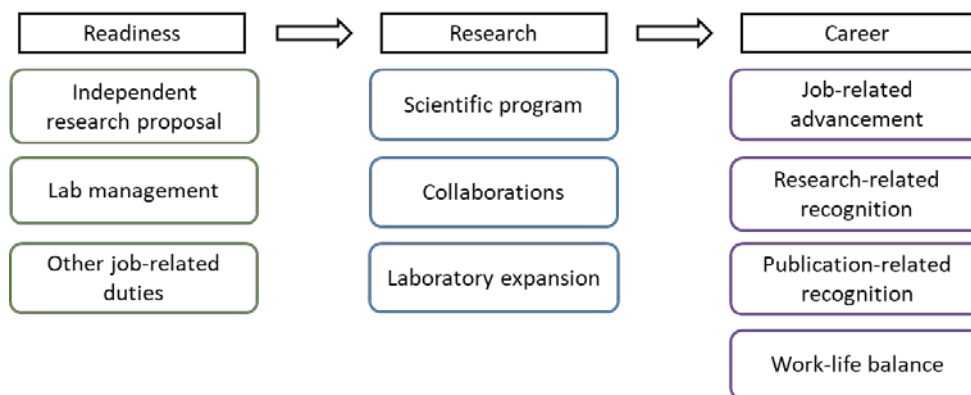 Readiness
Research
Career
Independent
research proposal
Lab management
Other job-related
duties
Scientific program
Collaborations
Laboratory expansion
Job-related
advancement
Research-related
recognition
Publication-related
recognition
Work-life balance